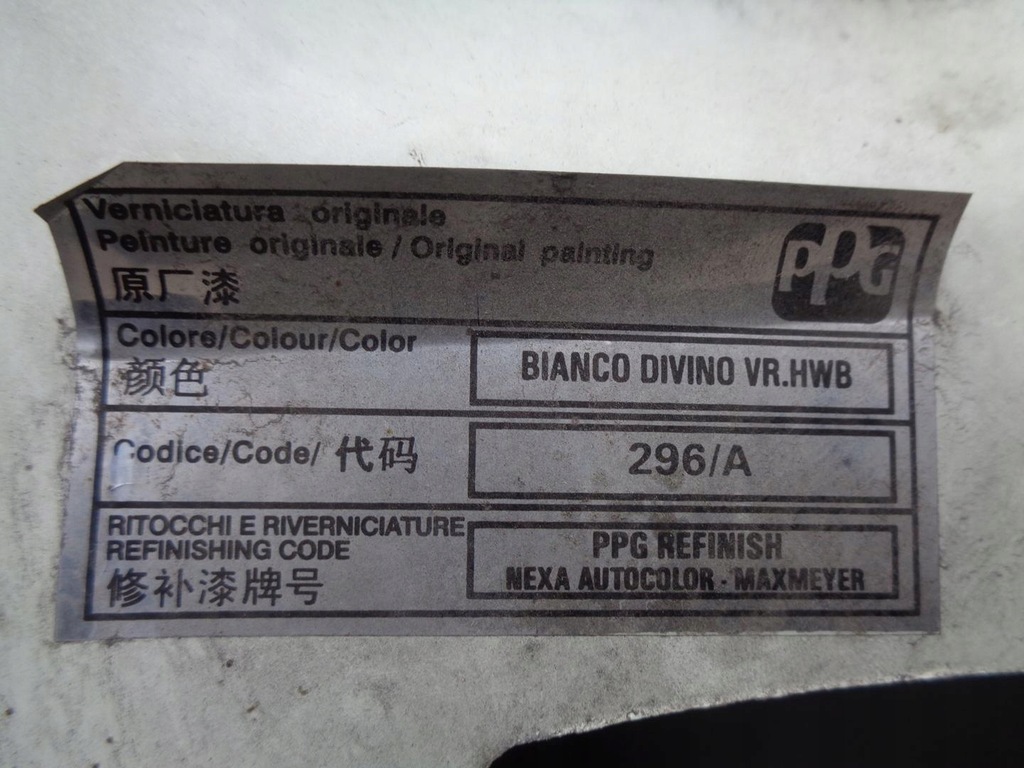 Verniciatura originale
Peinture originale / Original painting
PPG
原厂漆
Colore/Colour/Color
BIANCO DIVINO VR.HWB
颜色
Codice/Code/ 代码
296/A
RITOCCHI E RIVERNICIATURE
REFINISHING CODE
PPG REFINISH
修补漆牌号
NEXA AUTOCOLOR - MAXMEYER